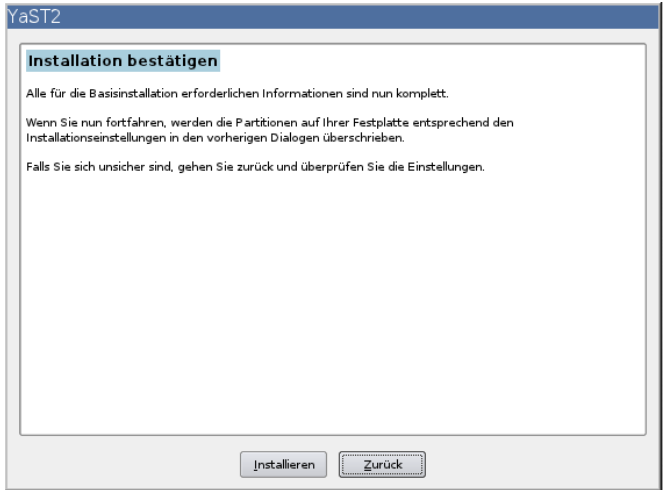 YaST2
Installation bestätigen
Alle für die Basisinstallation erforderlichen Informationen sind nun komplett.
Wenn Sie nun fortfahren, werden die Partitionen auf Ihrer Festplatte entsprechend den
Installationseinstellungen in den vorherigen Dialogen überschrieben.
Falls Sie sich unsicher sind, gehen Sie zurück und überprüfen Sie die Einstellungen.
Installieren
Zurück